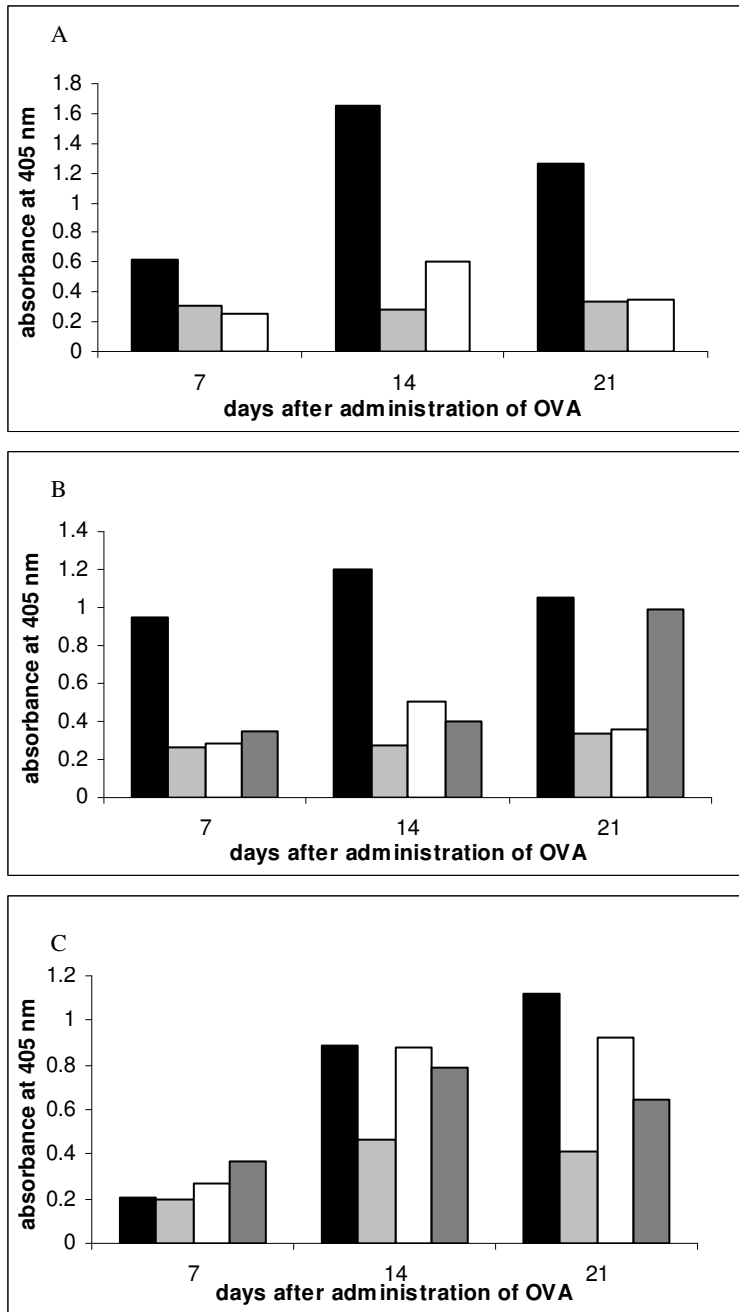 A
absorbance at 405 nm
1.8
1.6
1.4
1.2
1
0.8
0.6
0.4
0.2
0
7 14 21
days after administration of OVA
B
absorbance at 405 nm
1.4
1.2
1
0.8
0.6
0.4
0.2
0
7 14 21
days after administration of OVA
C
absorbance at 405 nm
1.2
1
0.8
0.6
0.4
0.2
0
7 14 21
days after administration of OVA